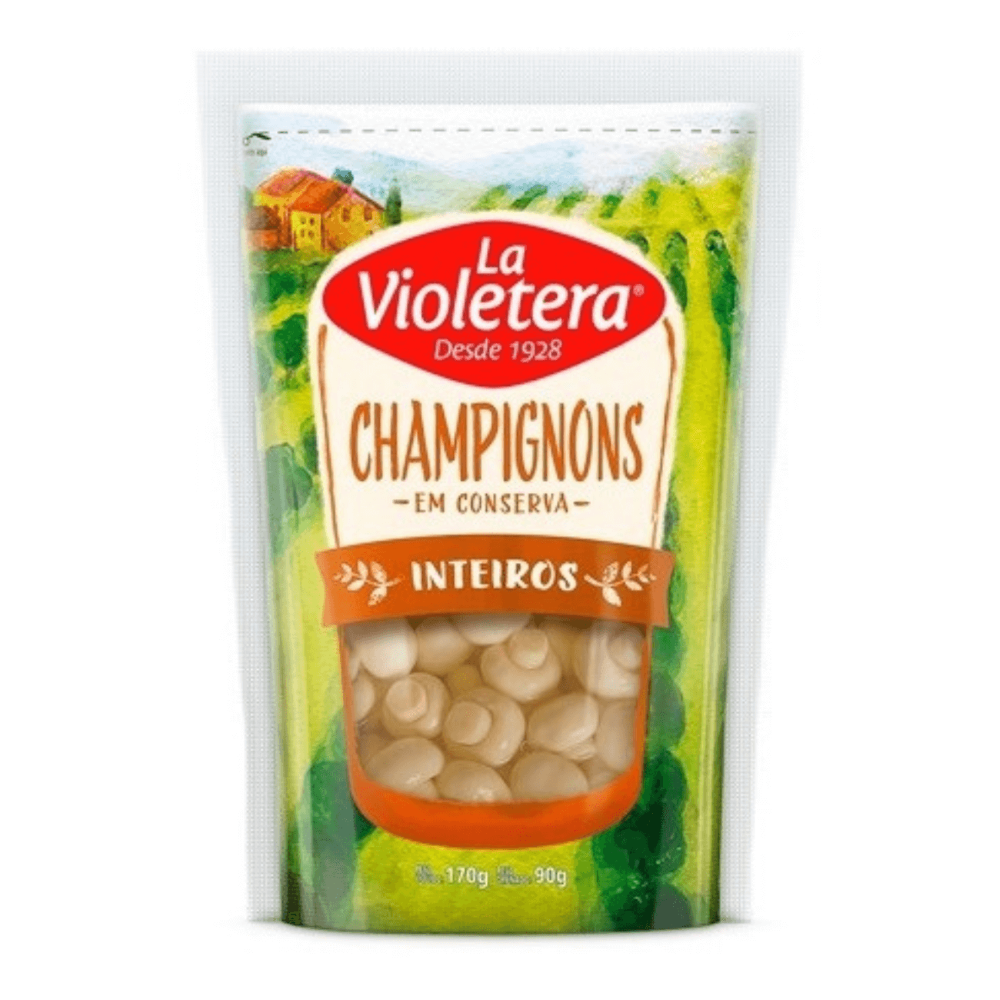 La
Violetera®
Desde 1928
CHAMPIGNONS
- EM CONSERVA -
INTEIROS
170g 90g